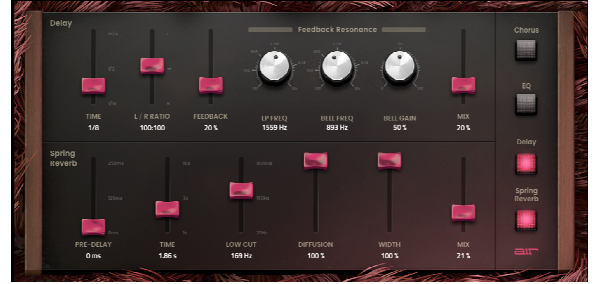 Delay
Feedback Resonance
Chorus
EQ
TIME
L / R RATIO
FEEDBACK
LP FREQ
BELL FREQ
BELL GAIN
MIX
1/8
100:100
20 %
1559 Hz
893 Hz
50 %
20 %
Delay
Spring
Reverb
Spring
Reverb
PRE-DELAY
TIME
LOW CUT
DIFFUSION
WIDTH
MIX
0 ms
1.86 s
169 Hz
100 %
100 %
21 %
air